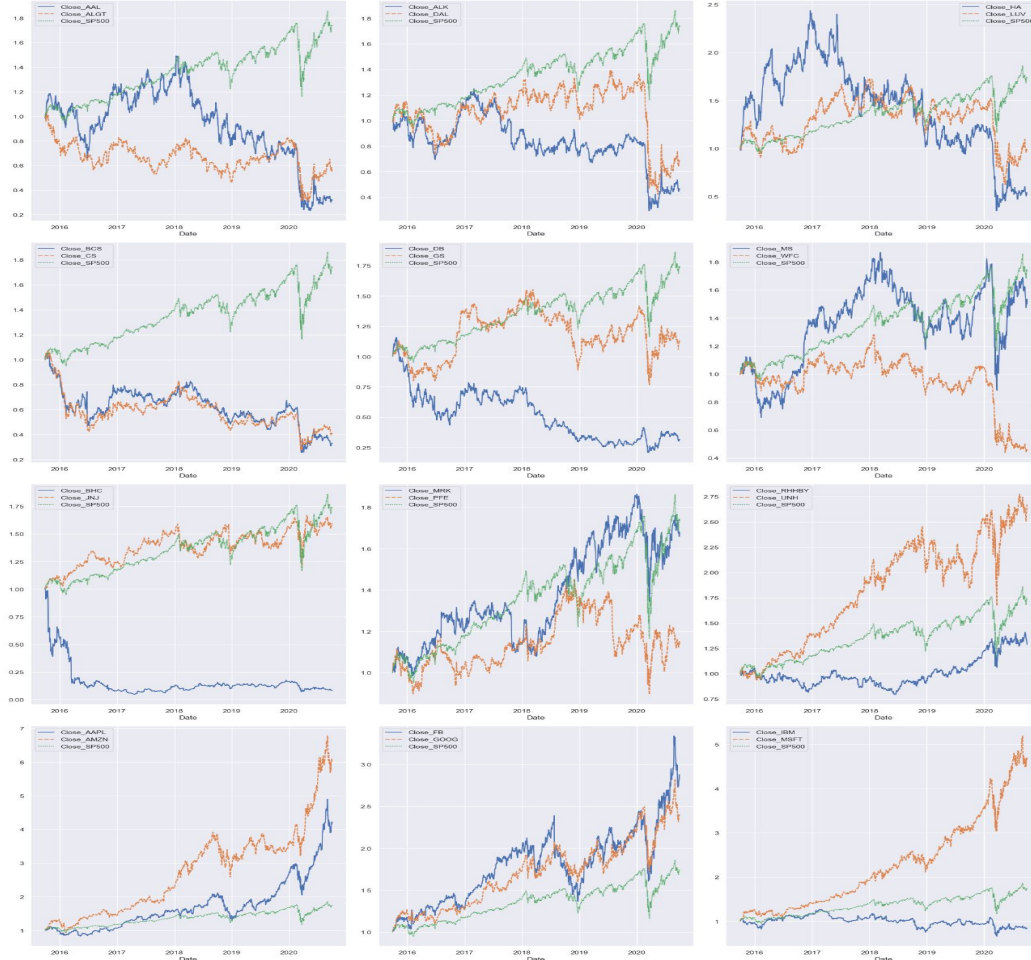 Close_AAL
Close_ALGT
Close_SP500
1.8
1.6
1.4
1.2
1.0
0.8
0.6
0.4
0.2
2016 2017 2018 2019 2020
Date
Close_ALK
Close_DAL
Close_SP500
1.8
1.6
1.4
1.2
1.0
0.8
0.6
0.4
2016 2017 2018 2019 2020
Date
Close_HA
Close_LUV
Close_SP500
2.5
2.0
1.5
1.0
0.5
2016 2017 2018 2019 2020
Date
Close_BCS
Close_CS
Close_SP500
1.8
1.6
1.4
1.2
1.0
0.8
0.6
0.4
0.2
2016 2017 2018 2019 2020
Date
Close_DB
Close_GS
Close_SP500
1.75
1.50
1.25
1.00
0.75
0.50
0.25
2016 2017 2018 2019 2020
Date
Close_MS
Close_WFC
Close_SP500
1.8
1.6
1.4
1.2
1.0
0.8
0.6
0.4
2016 2017 2018 2019 2020
Date
Close_BHC
Close_JNJ
Close_SP500
1.75
1.50
1.25
1.00
0.75
0.50
0.25
0.00
2016 2017 2018 2019 2020
Date
Close_MRK
Close_PFE
Close_SP500
1.8
1.6
1.4
1.2
1.0
2016 2017 2018 2019 2020
Date
Close_RHHBY
Close_UNH
Close_SP500
2.75
2.50
2.25
2.00
1.75
1.50
1.25
1.00
0.75
2016 2017 2018 2019 2020
Date
Close_AAPL
Close_AMZN
Close_SP500
7
6
5
4
3
2
1
2016 2017 2018 2019 2020
Date
Close_FB
Close_GOOG
Close_SP500
3.0
2.5
2.0
1.5
1.0
2016 2017 2018 2019 2020
Date
Close_IBM
Close_MSFT
Close_SP500
5
4
3
2
1
2016 2017 2018 2019 2020
Date